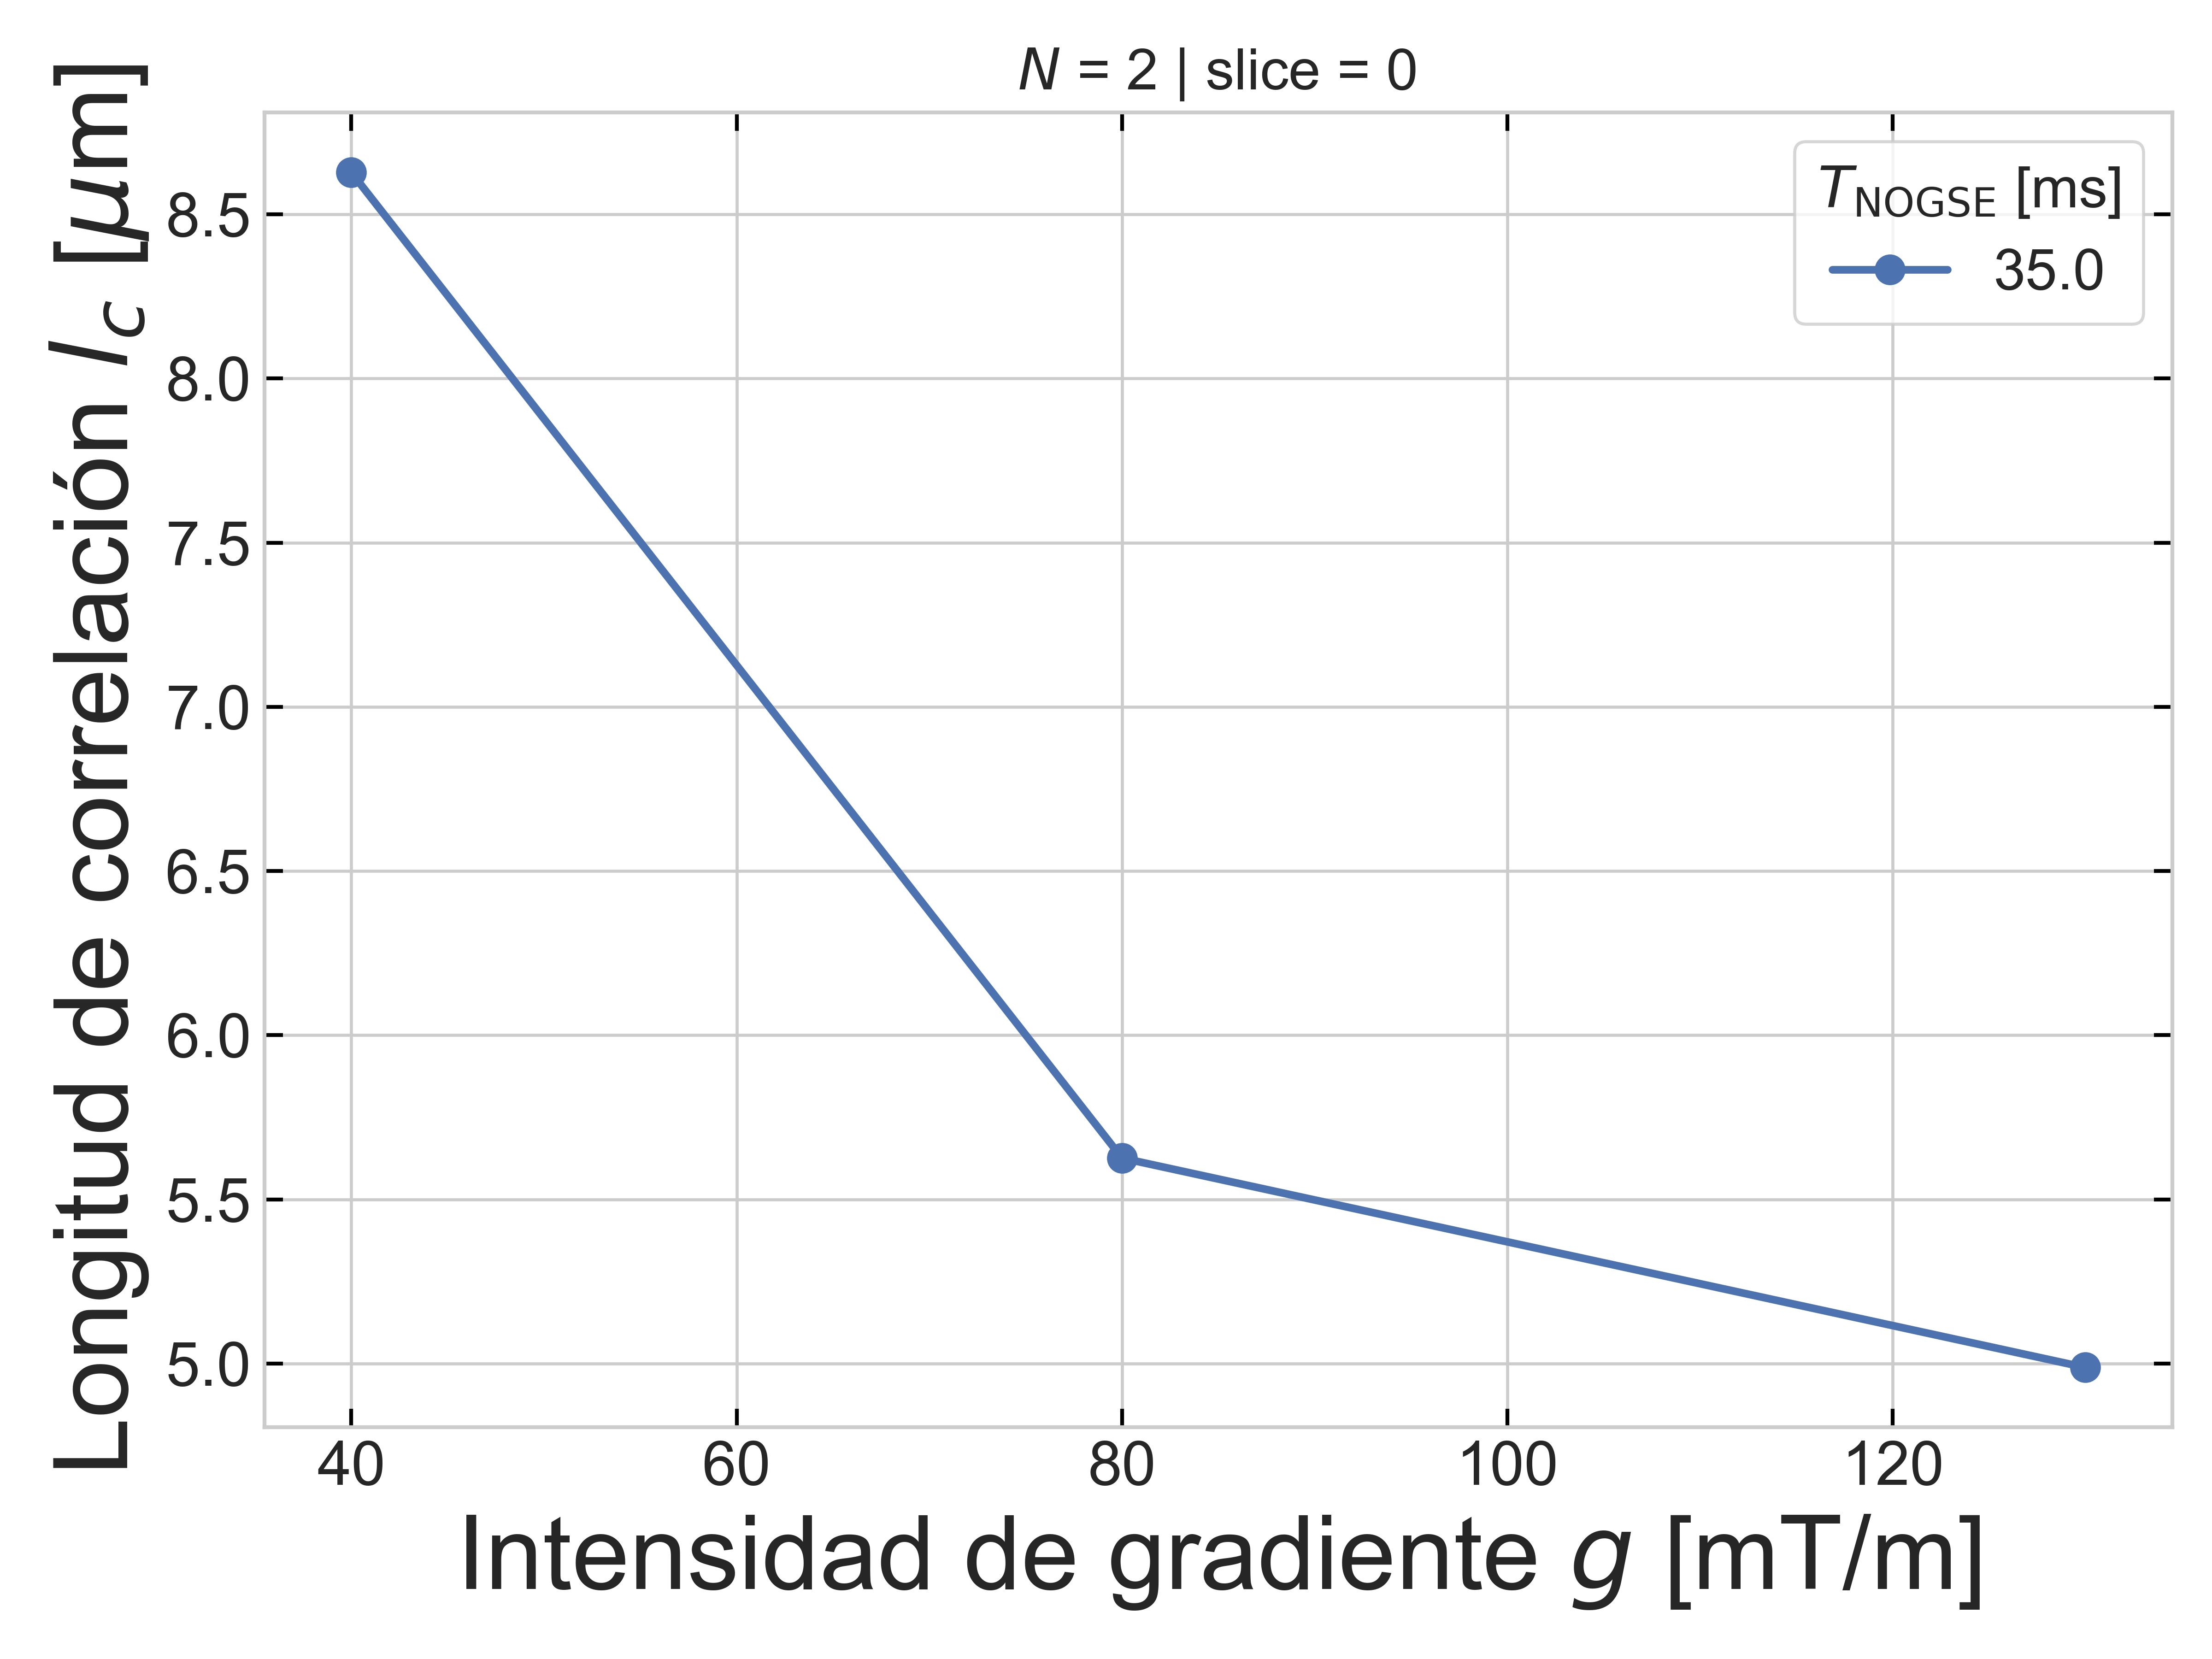 N = 2 | slice = 0
Longitud de correlación l_c [μm]
8.5
8.0
7.5
7.0
6.5
6.0
5.5
5.0
T_NOGSE [ms]
35.0
40 60 80 100 120
Intensidad de gradiente g [mT/m]